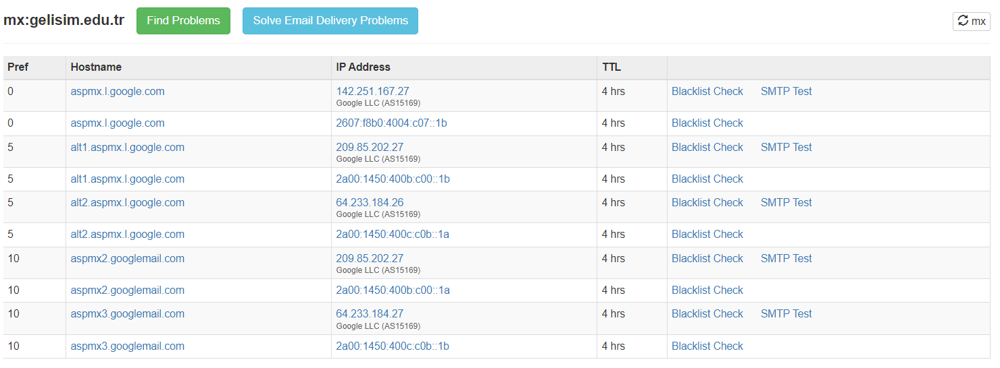 mx:gelisim.edu.tr Find Problems Solve Email Delivery Problems mx
Pref Hostname IP Address TTL
0 aspmx.l.google.com 142.251.167.27 4 hrs Blacklist Check SMTP Test
Google LLC (AS15169)
0 aspmx.l.google.com 2607:f8b0:4004:c07::1b 4 hrs Blacklist Check
5 alt1.aspmx.l.google.com 209.85.202.27 4 hrs Blacklist Check SMTP Test
Google LLC (AS15169)
5 alt1.aspmx.l.google.com 2a00:1450:400b:c00::1b 4 hrs Blacklist Check
5 alt2.aspmx.l.google.com 64.233.184.26 4 hrs Blacklist Check SMTP Test
Google LLC (AS15169)
5 alt2.aspmx.l.google.com 2a00:1450:400c:c0b::1a 4 hrs Blacklist Check
10 aspmx2.googlemail.com 209.85.202.27 4 hrs Blacklist Check SMTP Test
Google LLC (AS15169)
10 aspmx2.googlemail.com 2a00:1450:400b:c00::1a 4 hrs Blacklist Check
10 aspmx3.googlemail.com 64.233.184.27 4 hrs Blacklist Check SMTP Test
Google LLC (AS15169)
10 aspmx3.googlemail.com 2a00:1450:400c:c0b::1b 4 hrs Blacklist Check